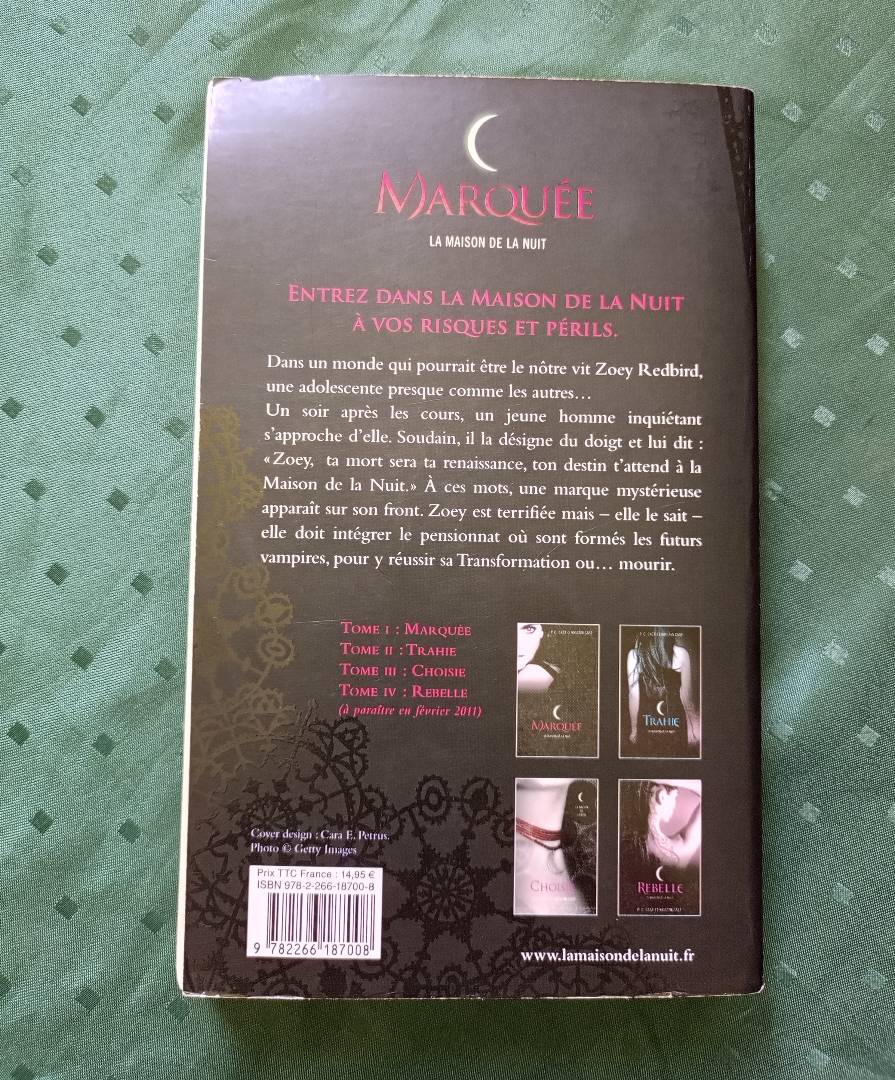 MARQUÉE
LA MAISON DE LA NUIT
ENTREZ DANS LA MAISON DE LA NUIT
À VOS RISQUES ET PÉRILS.
Dans un monde qui pourrait être le nôtre vit Zoey Redbird,
une adolescente presque comme les autres…
Un soir après les cours, un jeune homme inquiétant
s'approche d'elle. Soudain, il la désigne du doigt et lui dit :
« Zoey, ta mort sera ta renaissance, ton destin t'attend à la
Maison de la Nuit.» À ces mots, une marque mystérieuse
apparaît sur son front. Zoey est terrifiée mais – elle le sait –
elle doit intégrer le pensionnat où sont formés les futurs
vampires, pour y réussir sa Transformation ou… mourir.
TOME I : MARQUÉE
TOME II : TRAHIE
TOME III : CHOISIE
TOME IV : REBELLE
(à paraître en février 2011)
MARQUÉE
TRAHIE
CHOISIE
REBELLE
Cover design : Cara E. Petrus.
Photo © Getty Images
Prix TTC France : 14,95 €
ISBN 978-2-266-18700-8
9 782266 187008
www.lamaisondelanuit.fr